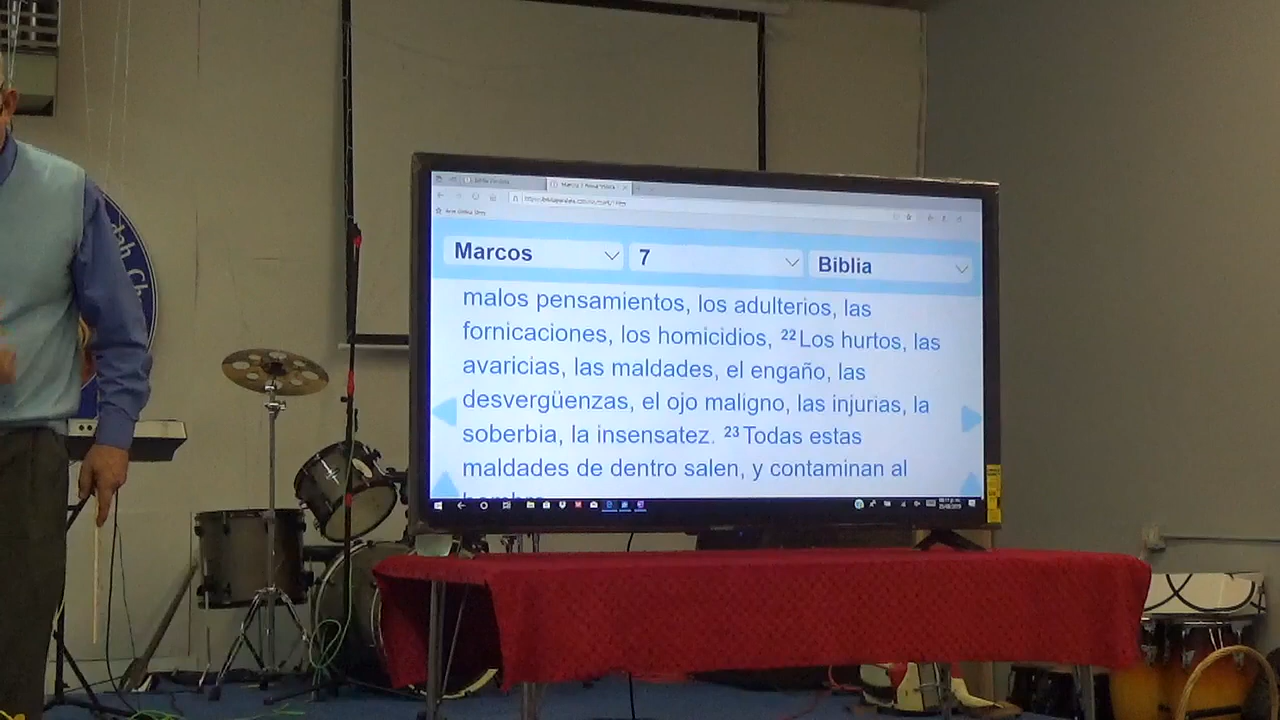 Marcos
7
Biblia
malos pensamientos, los adulterios, las
fornicaciones, los homicidios, 22 Los hurtos, las
avaricias, las maldades, el engaño, las
desvergüenzas, el ojo maligno, las injurias, la
soberbia, la insensatez. 23 Todas estas
maldades de dentro salen, y contaminan al